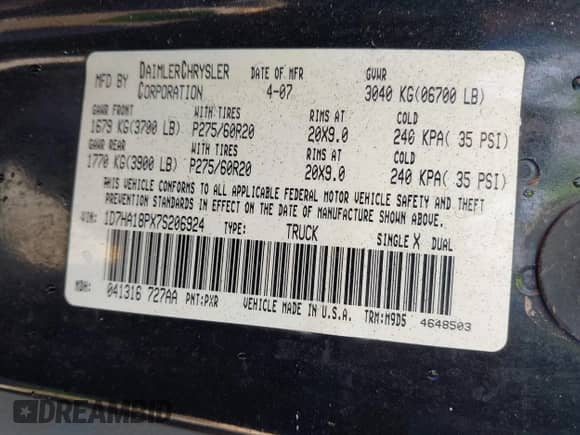 MFD BY DAIMLERCHRYSLER CORPORATION
DATE OF MFR 4-07
GVWR 3040 KG(06700 LB)
GAWR FRONT WITH TIRES RIMS AT COLD
1679 KG(3700 LB) P275/60R20 20X9.0 240 KPA( 35 PSI)
GAWR REAR WITH TIRES RIMS AT COLD
1770 KG(3900 LB) P275/60R20 20X9.0 240 KPA( 35 PSI)
THIS VEHICLE CONFORMS TO ALL APPLICABLE FEDERAL MOTOR VEHICLE SAFETY AND THEFT
PREVENTION STANDARDS IN EFFECT ON THE DATE OF MANUFACTURE SHOWN ABOVE.
VIN: 1D7HA18PX7S206924 TYPE: TRUCK SINGLE X DUAL
MDH: 041316 727AA PNT:PXR VEHICLE MADE IN U.S.A. TRM:M9D5 4648503
DREAMBID